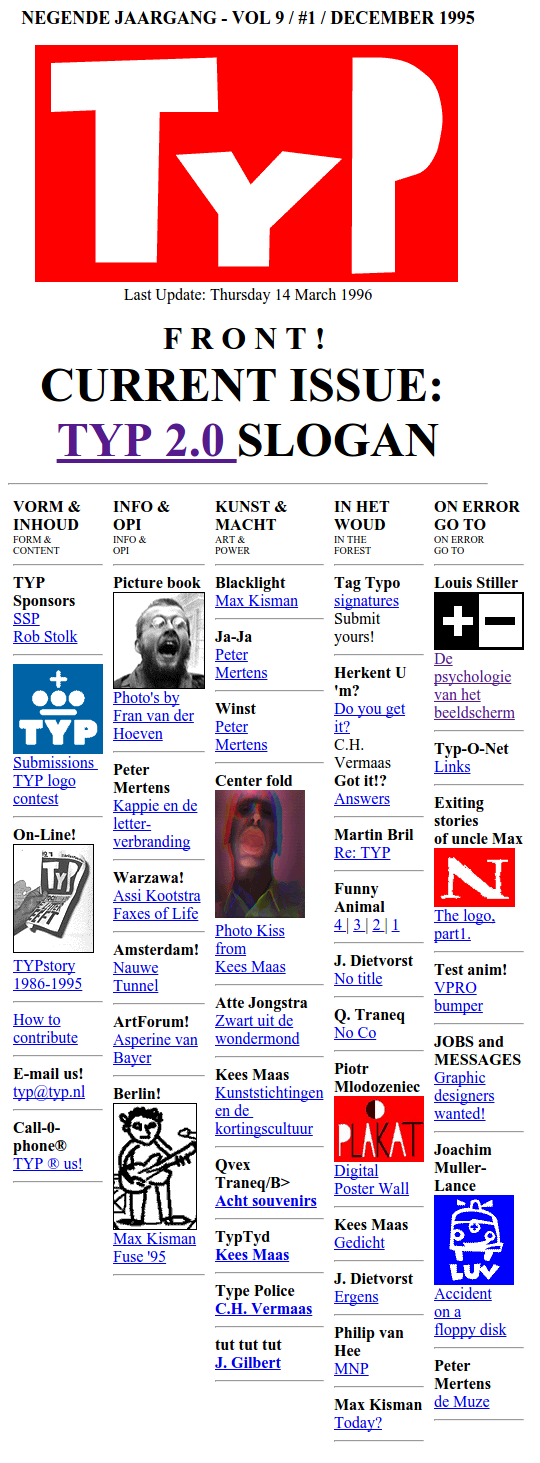 NEGENDE JAARGANG - VOL 9 / #1 / DECEMBER 1995
TYP
Last Update: Thursday 14 March 1996
F R O N T !
CURRENT ISSUE:
TYP 2.0 SLOGAN
VORM &
INHOUD
FORM &
CONTENT
TYP
Sponsors
SSP
Rob Stolk
TYP
Submissions
TYP logo
contest
On-Line!
TYP
TYPstory
1986-1995
How to
contribute
E-mail us!
typ@typ.nl
Call-0-
phone®
TYP ® us!
INFO &
OPI
INFO &
OPI
Picture book
Photo's by
Fran van der
Hoeven
Peter
Mertens
Kappie en de
letter-
verbranding
Warzawa!
Assi Kootstra
Faxes of Life
Amsterdam!
Nauwe
Tunnel
ArtForum!
Asperine van
Bayer
Berlin!
Max Kisman
Fuse '95
KUNST &
MACHT
ART &
POWER
Blacklight
Max Kisman
Ja-Ja
Peter
Mertens
Winst
Peter
Mertens
Center fold
Photo Kiss
from
Kees Maas
Atte Jongstra
Zwart uit de
wondermond
Kees Maas
Kunststichtingen
en de
kortingscultuur
Qvex
Traneq/B>
Acht souvenirs
TypTyd
Kees Maas
Type Police
C.H. Vermaas
tut tut tut
J. Gilbert
IN HET
WOUD
IN THE
FOREST
Tag Typo
signatures
Submit
yours!
Herkent U
'm?
Do you get
it?
C.H.
Vermaas
Got it!?
Answers
Martin Bril
Re: TYP
Funny
Animal
4 | 3 | 2 | 1
J. Dietvorst
No title
Q. Traneq
No Co
Piotr
Mlodozeniec
PLAKAT
Digital
Poster Wall
Kees Maas
Gedicht
J. Dietvorst
Ergens
Philip van
Hee
MNP
Max Kisman
Today?
ON ERROR
GO TO
ON ERROR
GO TO
Louis Stiller
De
psychologie
van het
beeldscherm
Typ-O-Net
Links
Exiting
stories
of uncle Max
N
The logo,
part1.
Test anim!
VPRO
bumper
JOBS and
MESSAGES
Graphic
designers
wanted!
Joachim
Muller-
Lance
LUV
Accident
on a
floppy disk
Peter
Mertens
de Muze